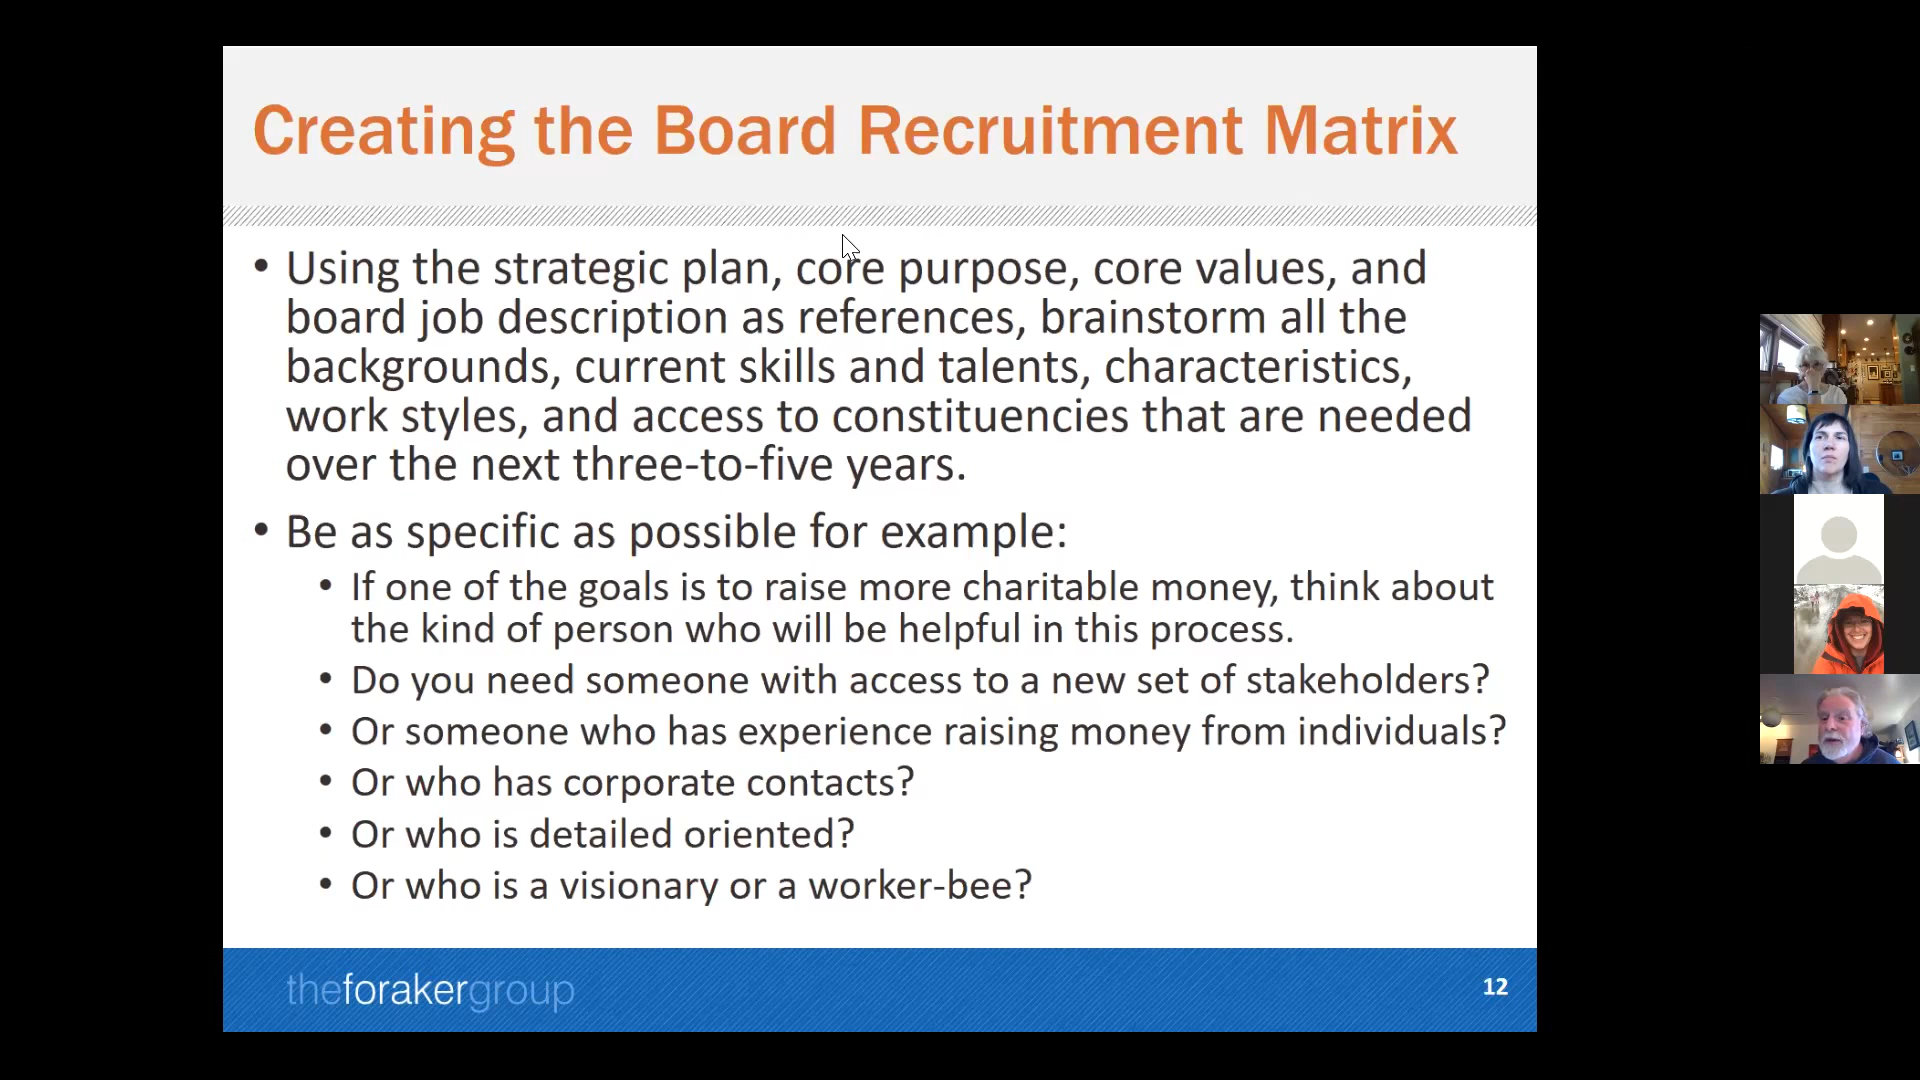 Creating the Board Recruitment Matrix
• Using the strategic plan, core purpose, core values, and
board job description as references, brainstorm all the
backgrounds, current skills and talents, characteristics,
work styles, and access to constituencies that are needed
over the next three-to-five years.
• Be as specific as possible for example:
• If one of the goals is to raise more charitable money, think about
the kind of person who will be helpful in this process.
• Do you need someone with access to a new set of stakeholders?
• Or someone who has experience raising money from individuals?
• Or who has corporate contacts?
• Or who is detailed oriented?
• Or who is a visionary or a worker-bee?
theforakergroup
12